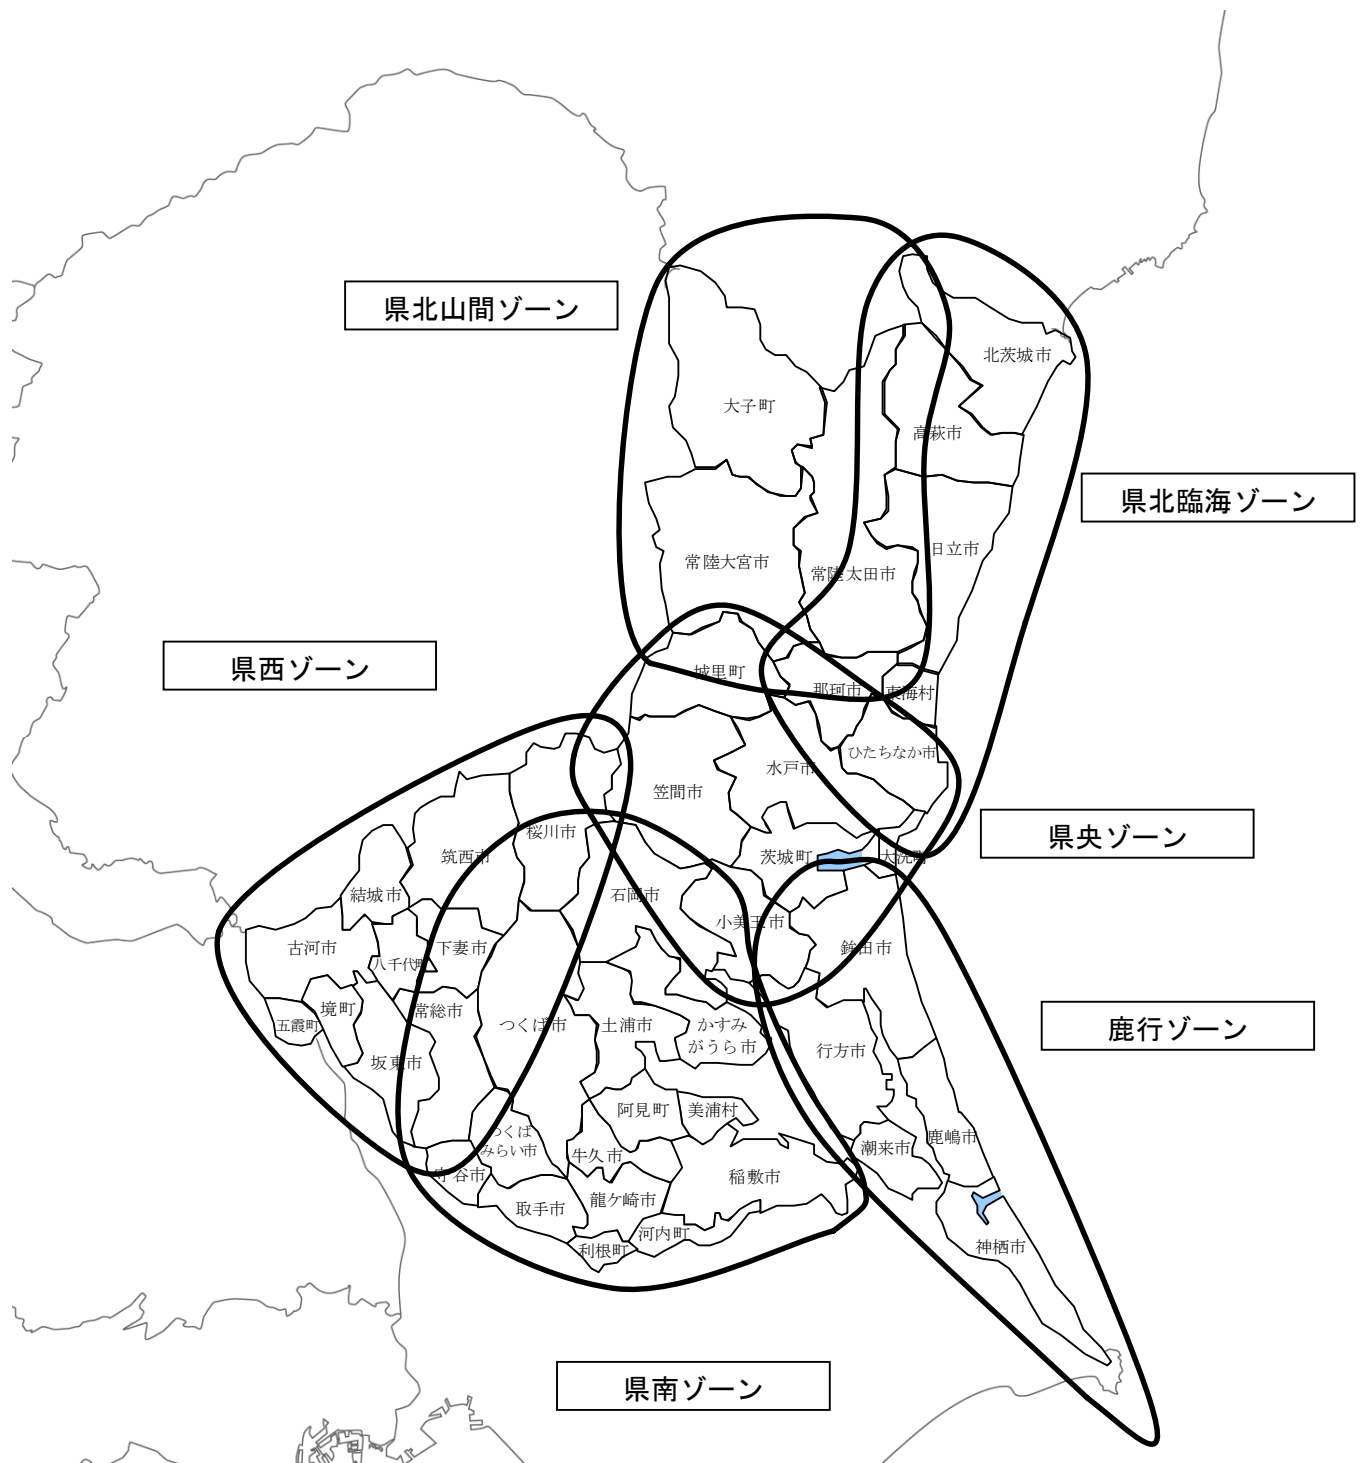 県北山間ゾーン
北茨城市
大子町
高萩市
県北臨海ゾーン
日立市
常陸大宮市
常陸太田市
県西ゾーン
城里町
那珂市
東海村
ひたちなか市
水戸市
笠間市
県央ゾーン
桜川市
筑西市
茨城町
大洗町
結城市
石岡市
小美玉市
古河市
八千代町
下妻市
鉾田市
境町
常総市
五霞町
つくば市
土浦市
かすみ
がうら市
鹿行ゾーン
坂東市
行方市
阿見町
美浦村
つくば
みらい市
牛久市
潮来市
鹿嶋市
守谷市
稲敷市
取手市
龍ケ崎市
河内町
利根町
神栖市
県南ゾーン